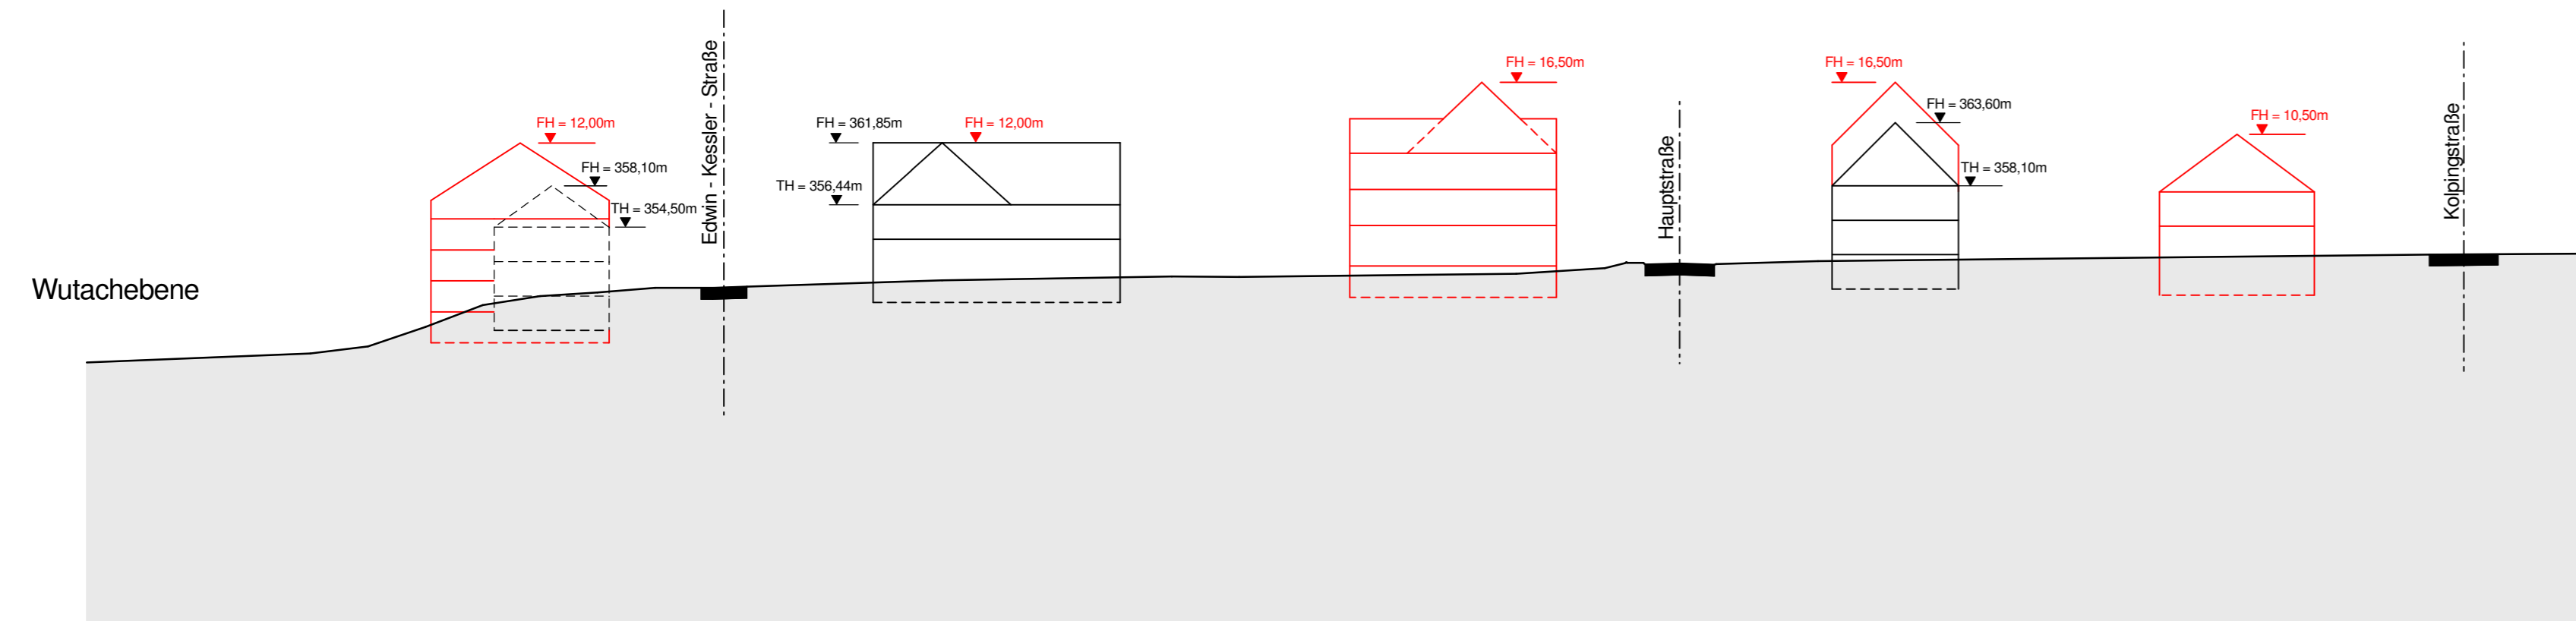 Wutachebene
FH = 12,00m
FH = 358,10m
TH = 354,50m
Edwin - Kessler - Straße
FH = 361,85m
FH = 12,00m
TH = 356,44m
FH = 16,50m
Hauptstraße
FH = 16,50m
FH = 363,60m
TH = 358,10m
FH = 10,50m
Kolpingstraße